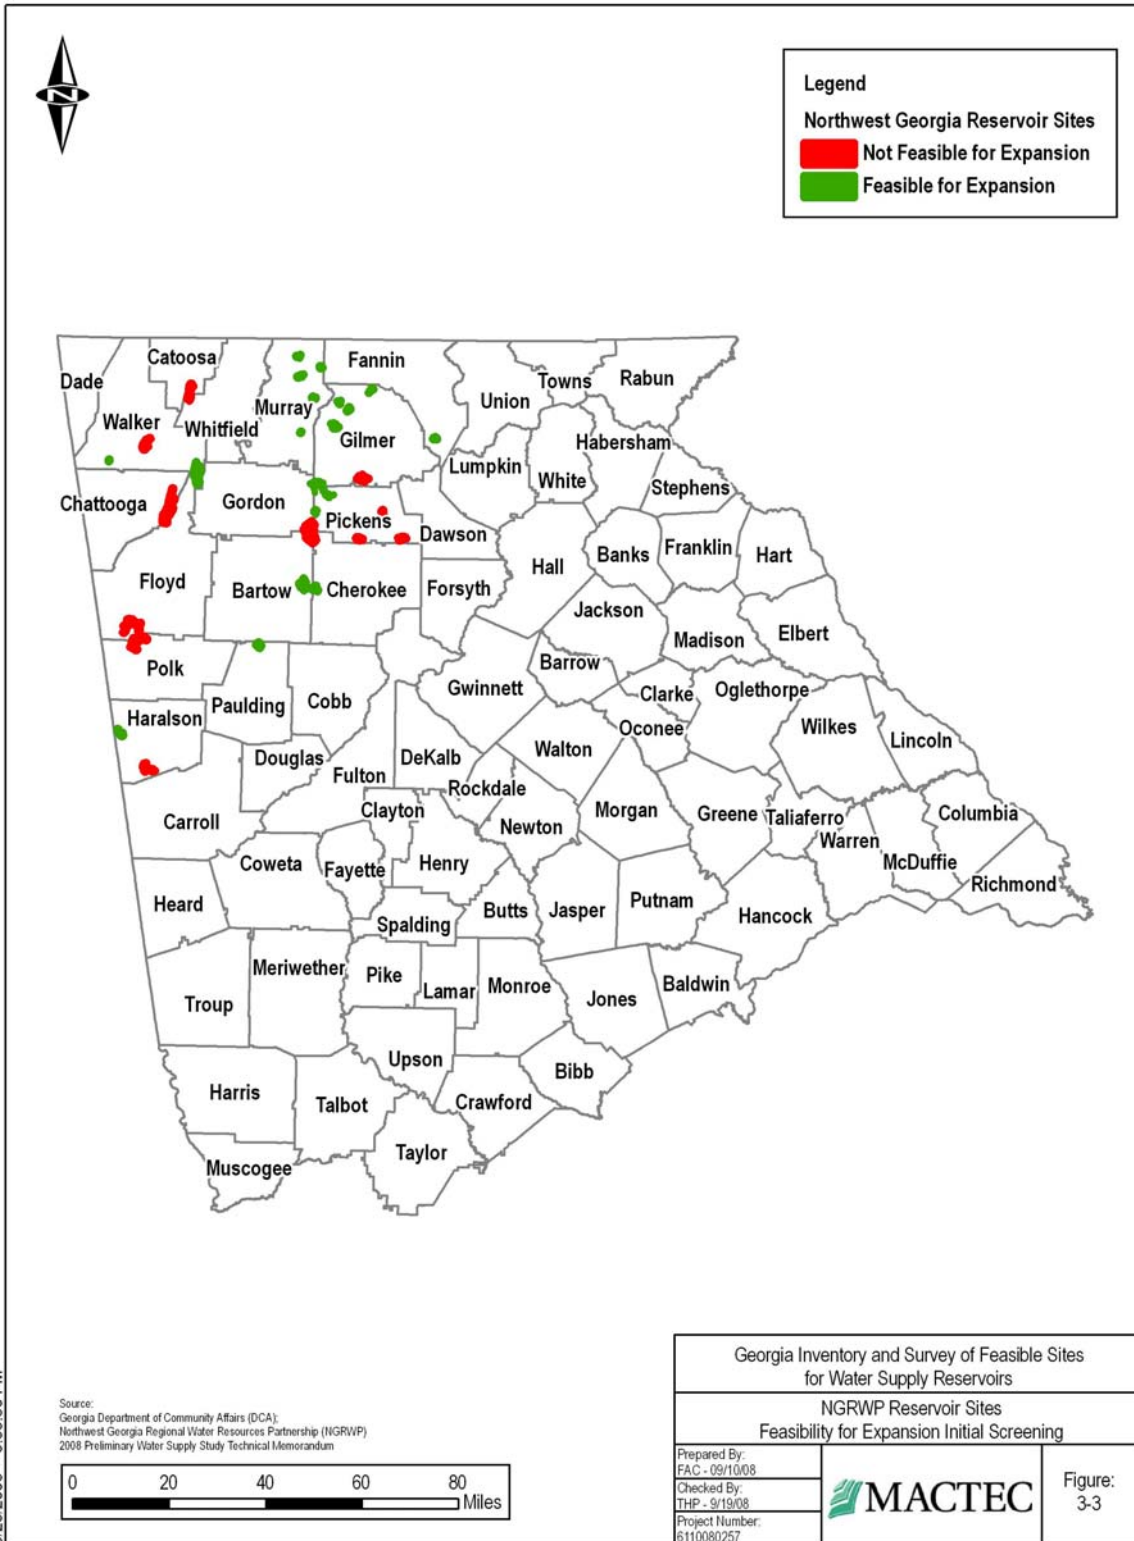 N
Legend
Northwest Georgia Reservoir Sites
Not Feasible for Expansion
Feasible for Expansion
Catoosa
Fannin
Dade
Towns
Rabun
Union
Walker
Whitfield
Murray
Gilmer
Habersham
Lumpkin
White
Stephens
Chattooga
Gordon
Pickens
Dawson
Hall
Banks
Franklin
Hart
Floyd
Bartow
Cherokee
Forsyth
Jackson
Madison
Elbert
Polk
Barrow
Gwinnett
Clarke
Oglethorpe
Haralson
Paulding
Cobb
Oconee
Wilkes
Lincoln
Walton
Douglas
DeKalb
Fulton
Rockdale
Clayton
Morgan
Greene
Taliaferro
Columbia
Carroll
Newton
Warren
Coweta
Fayette
Henry
McDuffie
Richmond
Heard
Spalding
Butts
Jasper
Putnam
Hancock
Meriwether
Pike
Lamar
Monroe
Jones
Baldwin
Troup
Upson
Bibb
Harris
Talbot
Crawford
Taylor
Muscogee
Source:
Georgia Department of Community Affairs (DCA);
Northwest Georgia Regional Water Resources Partnership (NGRWP)
2008 Preliminary Water Supply Study Technical Memorandum
0 20 40 60 80
Miles
Georgia Inventory and Survey of Feasible Sites
for Water Supply Reservoirs
NGRWP Reservoir Sites
Feasibility for Expansion Initial Screening
Prepared By:
FAC - 09/10/08
Checked By:
THP - 9/19/08
Project Number:
6110080257
MACTEC
Figure:
3-3